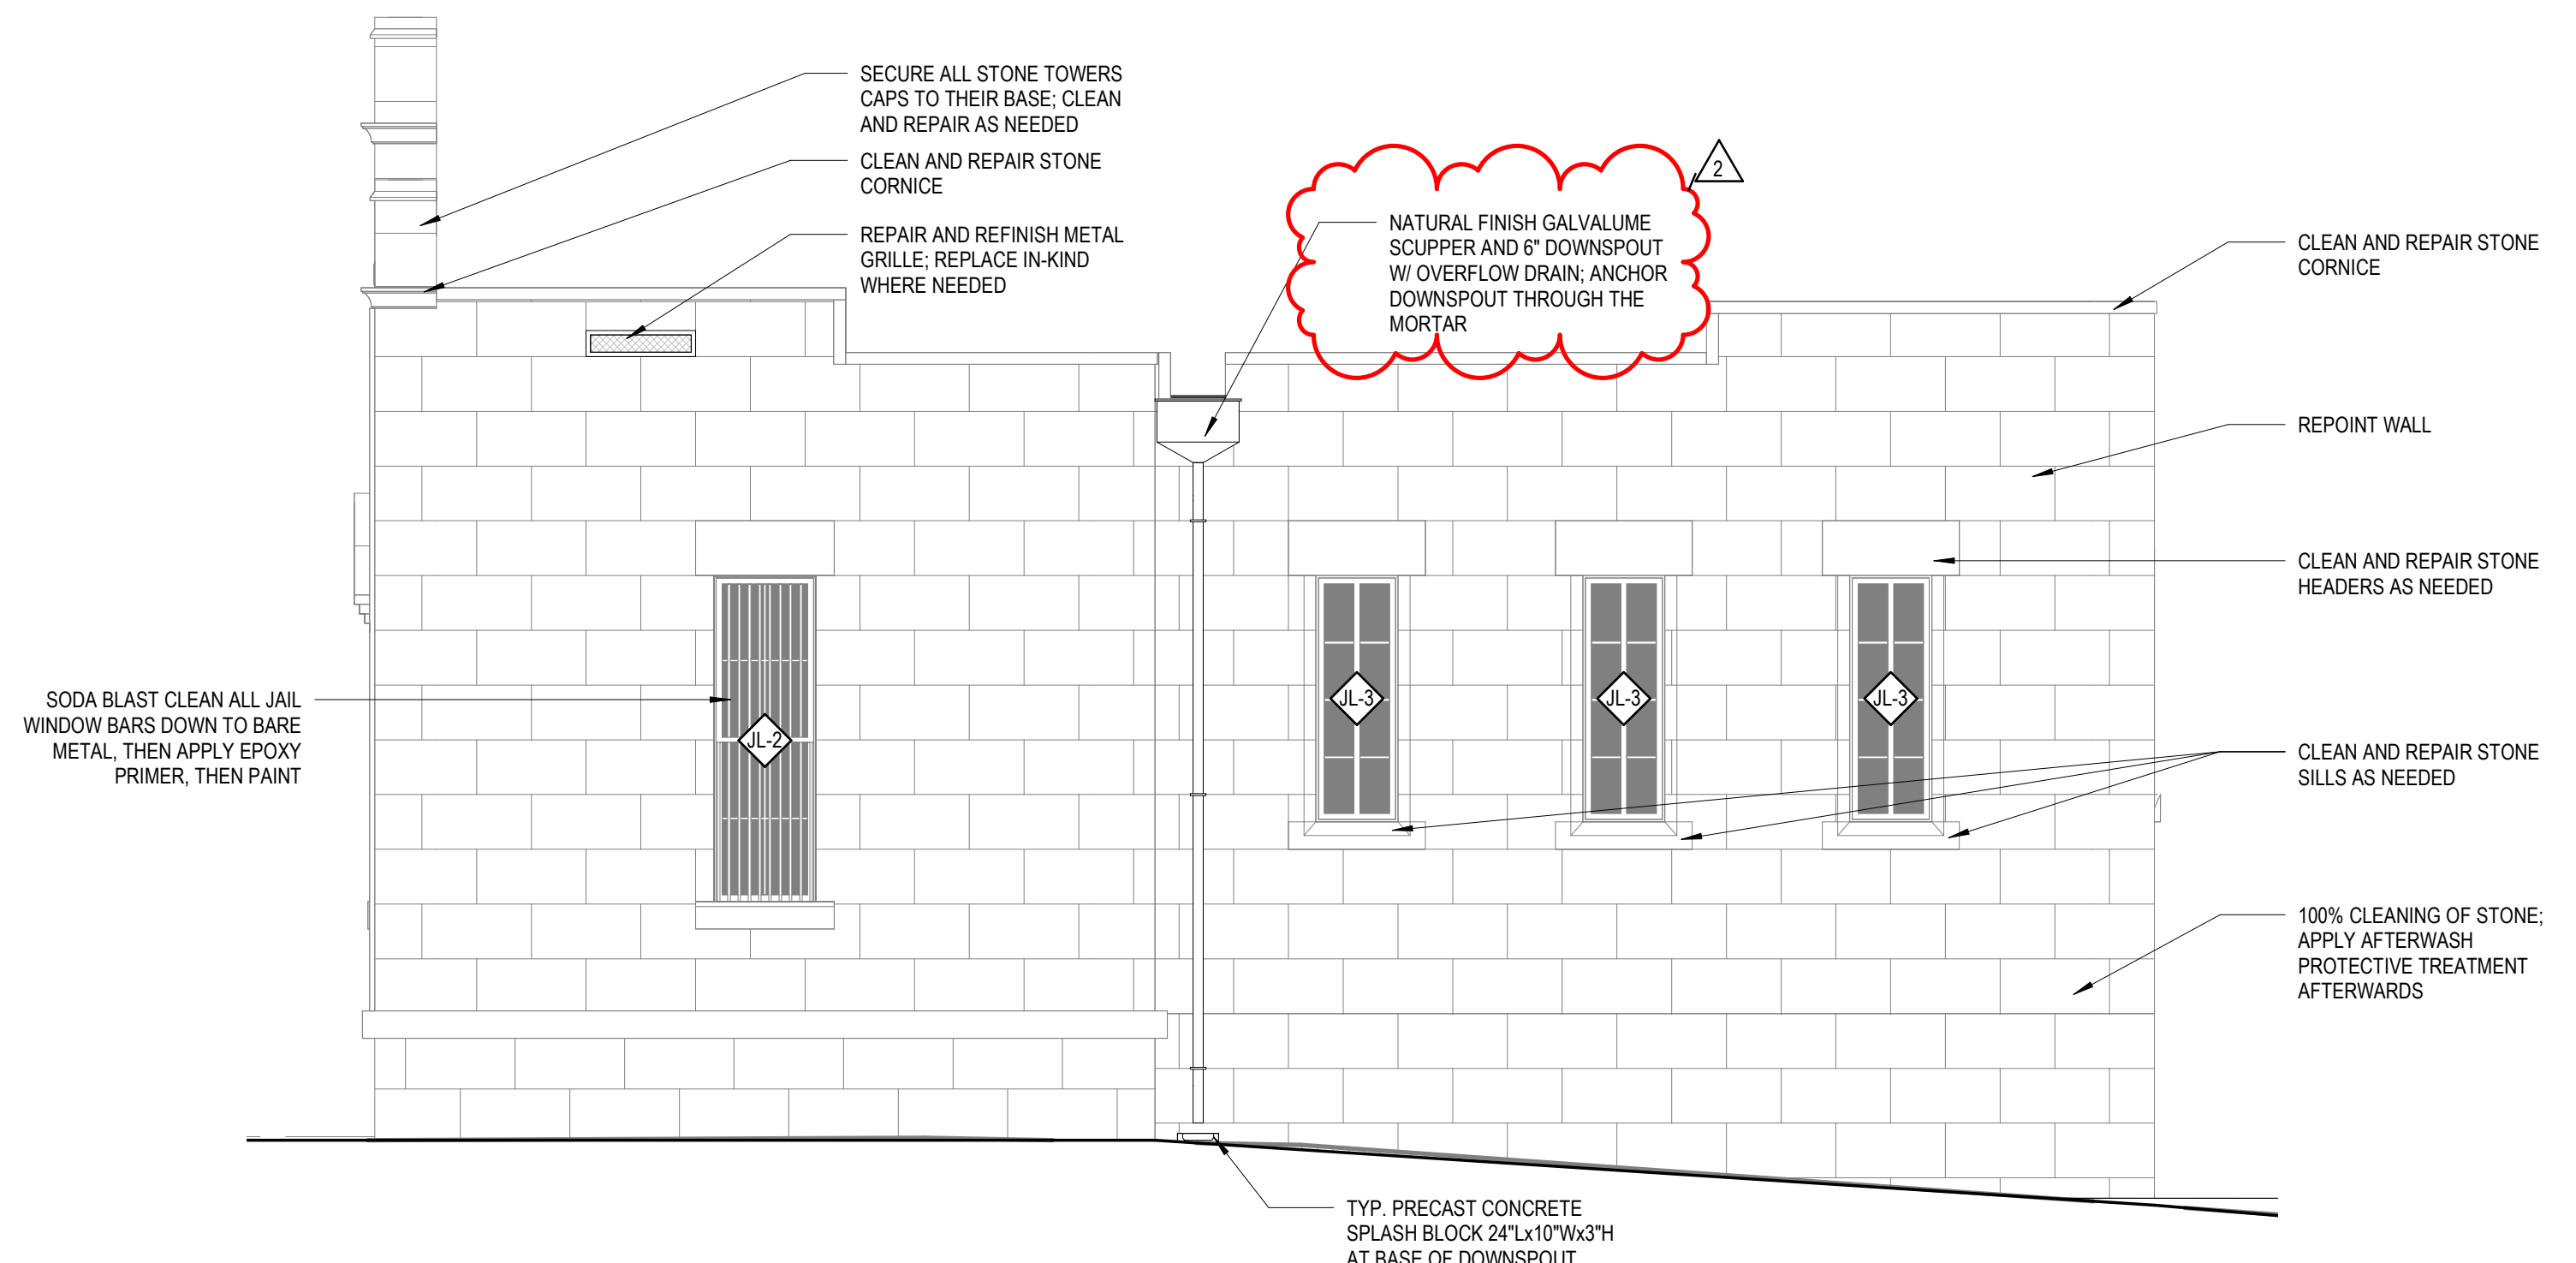 SECURE ALL STONE TOWERS
CAPS TO THEIR BASE; CLEAN
AND REPAIR AS NEEDED
CLEAN AND REPAIR STONE
CORNICE
REPAIR AND REFINISH METAL
GRILLE; REPLACE IN-KIND
WHERE NEEDED
2
NATURAL FINISH GALVALUME
SCUPPER AND 6" DOWNSPOUT
W/ OVERFLOW DRAIN; ANCHOR
DOWNSPOUT THROUGH THE
MORTAR
CLEAN AND REPAIR STONE
CORNICE
REPOINT WALL
CLEAN AND REPAIR STONE
HEADERS AS NEEDED
SODA BLAST CLEAN ALL JAIL
WINDOW BARS DOWN TO BARE
METAL, THEN APPLY EPOXY
PRIMER, THEN PAINT
JL-2
JL-3
JL-3
JL-3
CLEAN AND REPAIR STONE
SILLS AS NEEDED
100% CLEANING OF STONE;
APPLY AFTERWASH
PROTECTIVE TREATMENT
AFTERWARDS
TYP. PRECAST CONCRETE
SPLASH BLOCK 24"Lx10"Wx3"H
AT BASE OF DOWNSPOUT